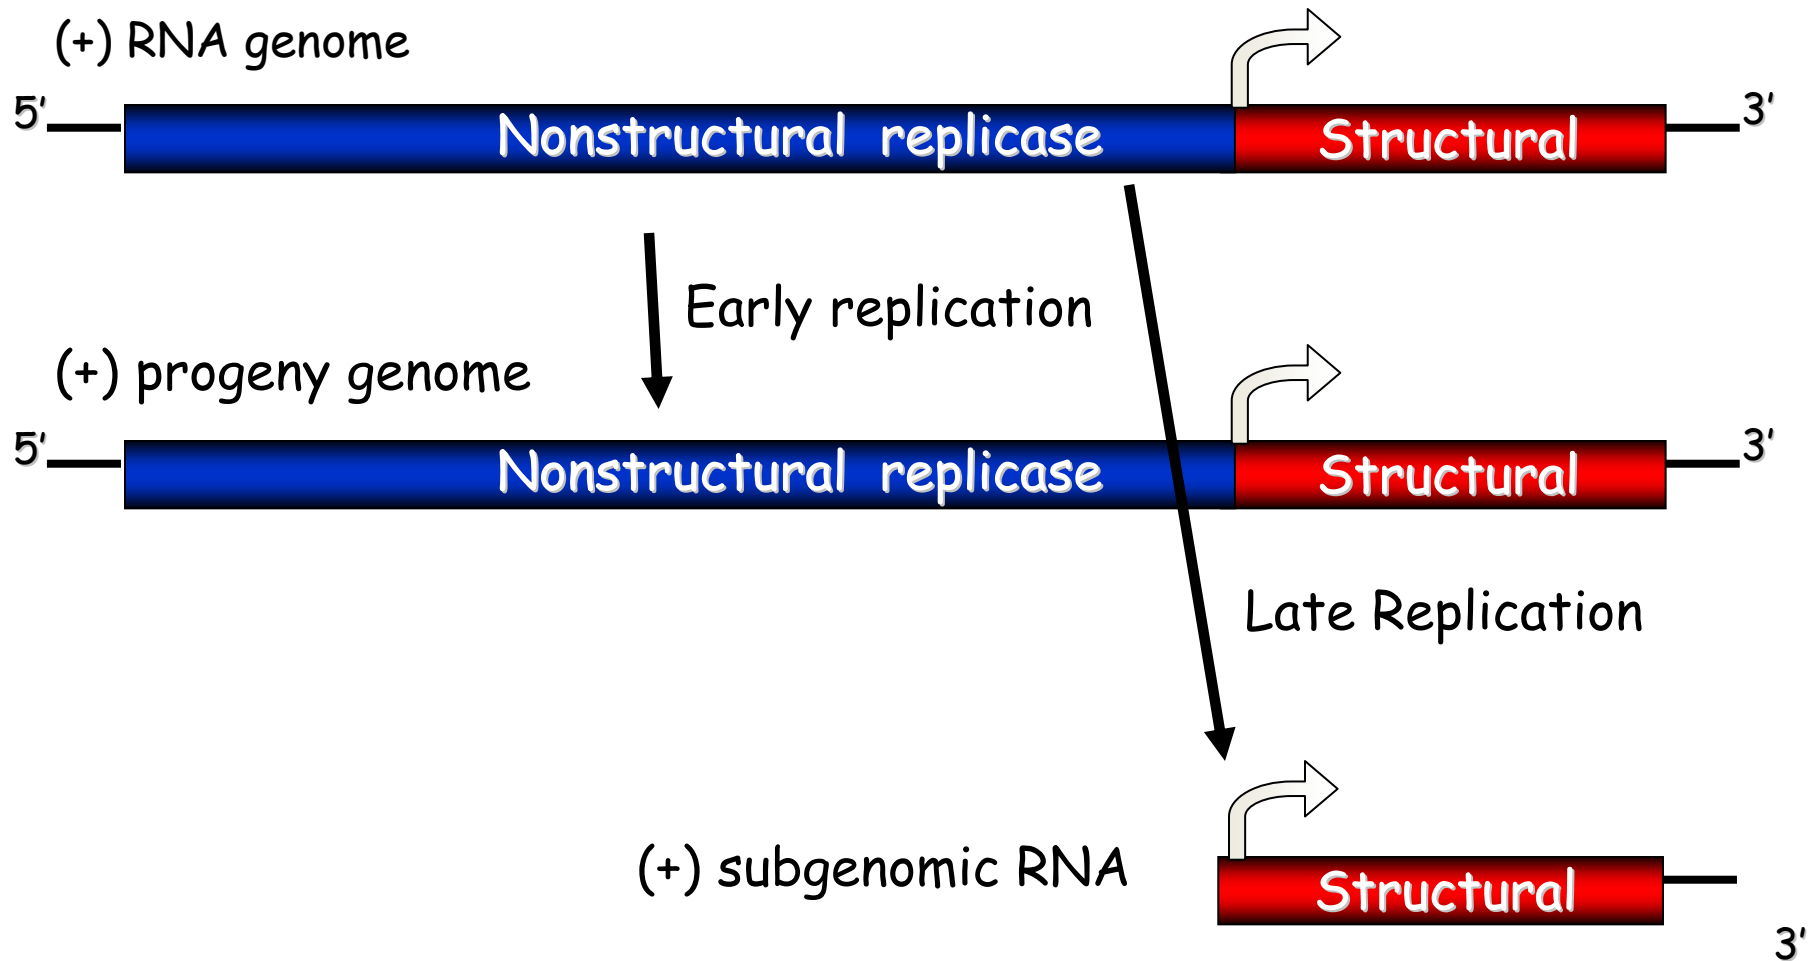 (+) RNA genome
5' Nonstructural replicase Structural 3'
Early replication
(+) progeny genome
5' Nonstructural replicase Structural 3'
Late Replication
(+) subgenomic RNA
Structural
3'